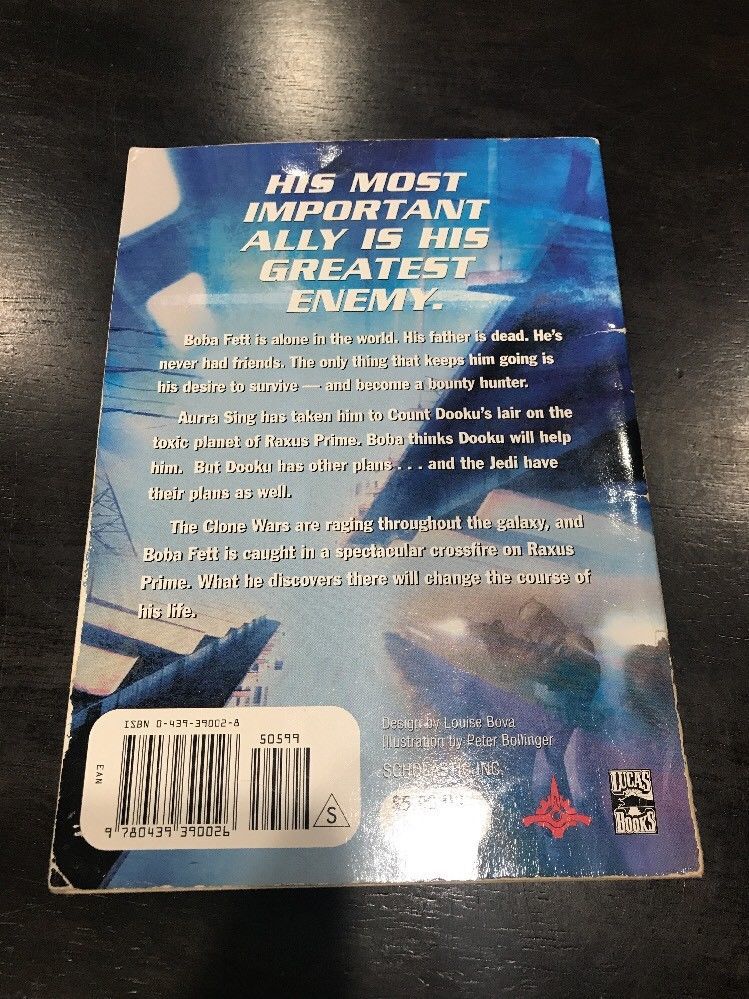 HIS MOST
IMPORTANT
ALLY IS HIS
GREATEST
ENEMY.
Boba Fett is alone in the world. His father is dead. He's
never had friends. The only thing that keeps him going is
his desire to survive — and become a bounty hunter.
Aurra Sing has taken him to Count Dooku's lair on the
toxic planet of Raxus Prime. Boba thinks Dooku will help
him. But Dooku has other plans . . . and the Jedi have
their plans as well.
The Clone Wars are raging throughout the galaxy, and
Boba Fett is caught in a spectacular crossfire on Raxus
Prime. What he discovers there will change the course of
his life.
ISBN 0-439-39002-8
50599
EAN
9 780439 390026
S
Design by Louise Bova
Illustration by Peter Bollinger
SCHOLASTIC INC.
LUCAS
BOOKS